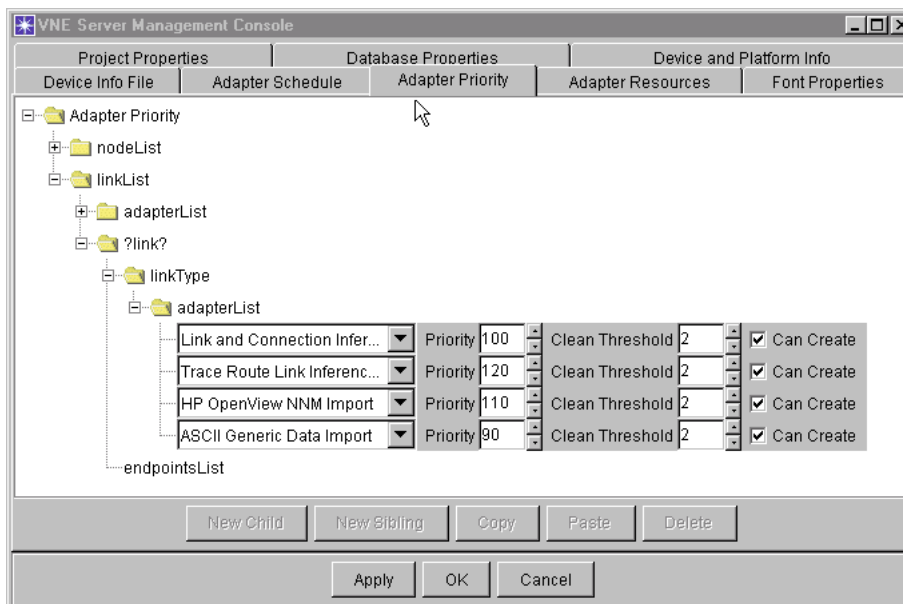 VNE Server Management Console
Project Properties Database Properties Device and Platform Info
Device Info File Adapter Schedule Adapter Priority Adapter Resources Font Properties
Adapter Priority
nodeList
linkList
adapterList
?link?
linkType
adapterList
Link and Connection Infer... Priority 100 Clean Threshold 2 Can Create
Trace Route Link Inferenc... Priority 120 Clean Threshold 2 Can Create
HP OpenView NNM Import Priority 110 Clean Threshold 2 Can Create
ASCII Generic Data Import Priority 90 Clean Threshold 2 Can Create
endpointsList
New Child New Sibling Copy Paste Delete
Apply OK Cancel